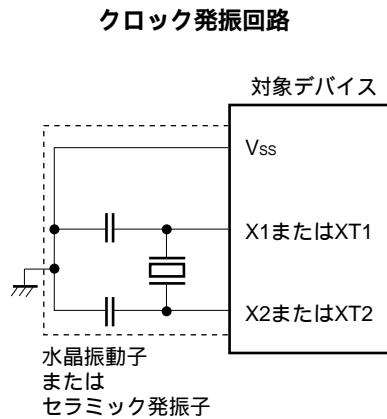 クロック発振回路
対象デバイス
Vss
X1またはXT1
X2またはXT2
水晶振動子
または
セラミック発振子